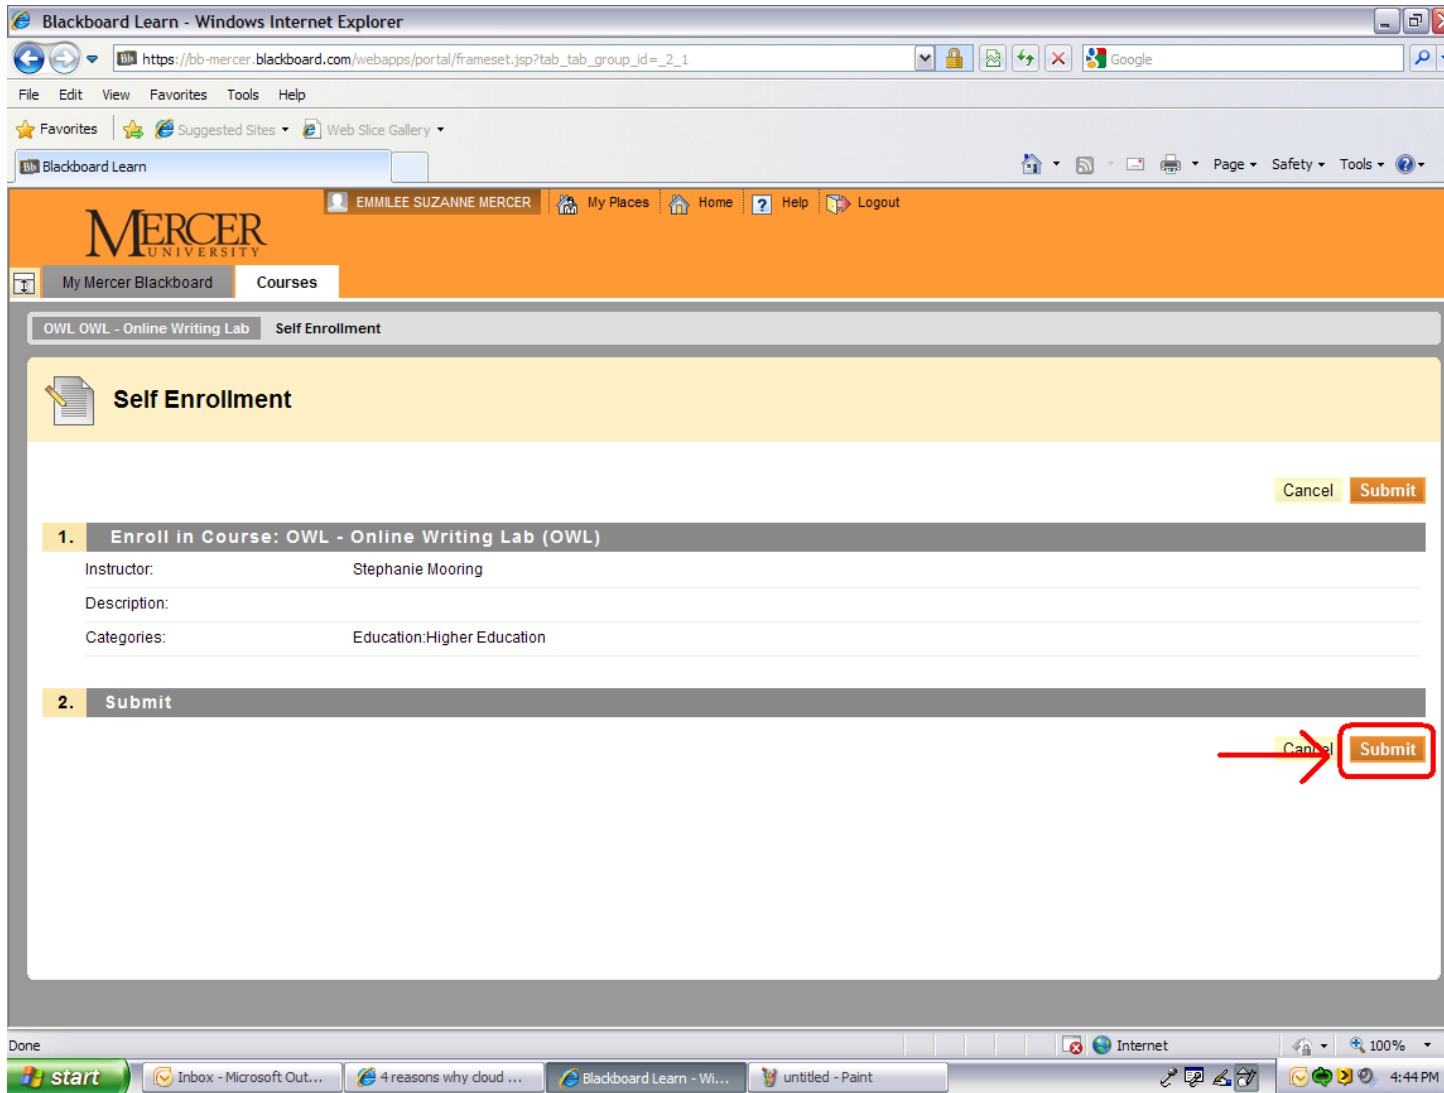 Blackboard Learn - Windows Internet Explorer
https://bb-mercer.blackboard.com/webapps/portal/frameset.jsp?tab_tab_group_id=_2_1
Google
File Edit View Favorites Tools Help
Favorites Suggested Sites Web Slice Gallery
Blackboard Learn Page Safety Tools
EMMILEE SUZANNE MERCER My Places Home Help Logout
MERCER
UNIVERSITY
My Mercer Blackboard Courses
OWL OWL - Online Writing Lab Self Enrollment
Self Enrollment
Cancel Submit
1. Enroll in Course: OWL - Online Writing Lab (OWL)
Instructor: Stephanie Mooring
Description:
Categories: Education:Higher Education
2. Submit
Cancel Submit
Done Internet 100%
start Inbox - Microsoft Out... 4 reasons why cloud ... Blackboard Learn - Wi... untitled - Paint 4:44 PM